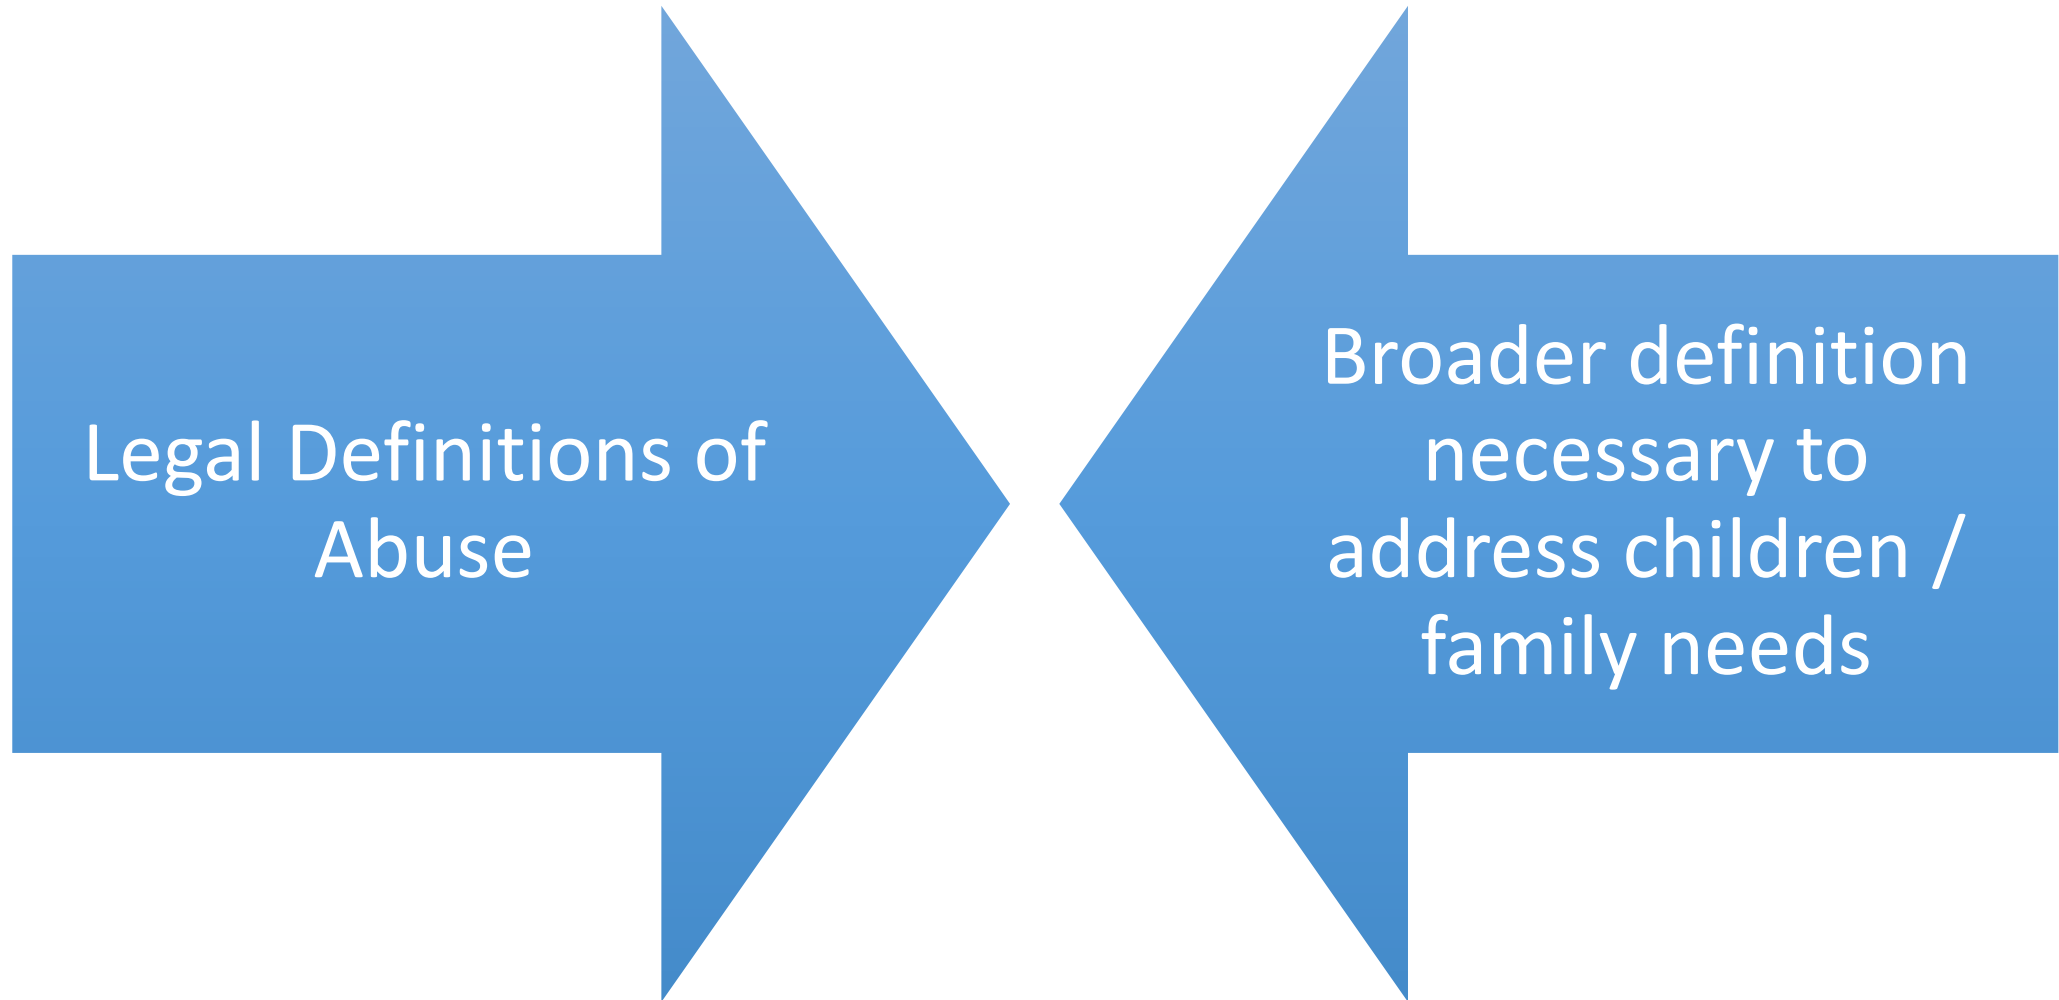 Legal Definitions of
Abuse
Broader definition
necessary to
address children /
family needs